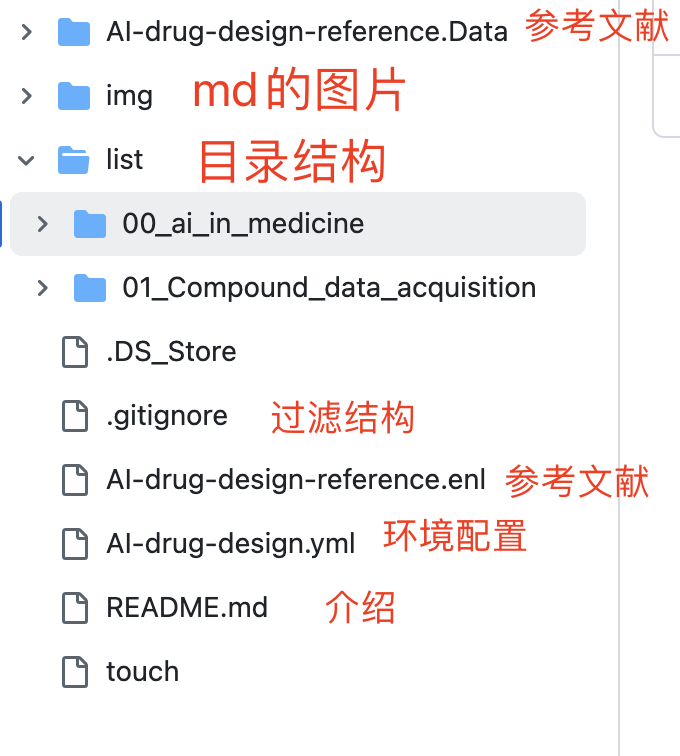 AI-drug-design-reference.Data 参考文献
img md的图片
list 目录结构
00_ai_in_medicine
01_Compound_data_acquisition
.DS_Store
.gitignore 过滤结构
AI-drug-design-reference.enl 参考文献
AI-drug-design.yml 环境配置
README.md 介绍
touch